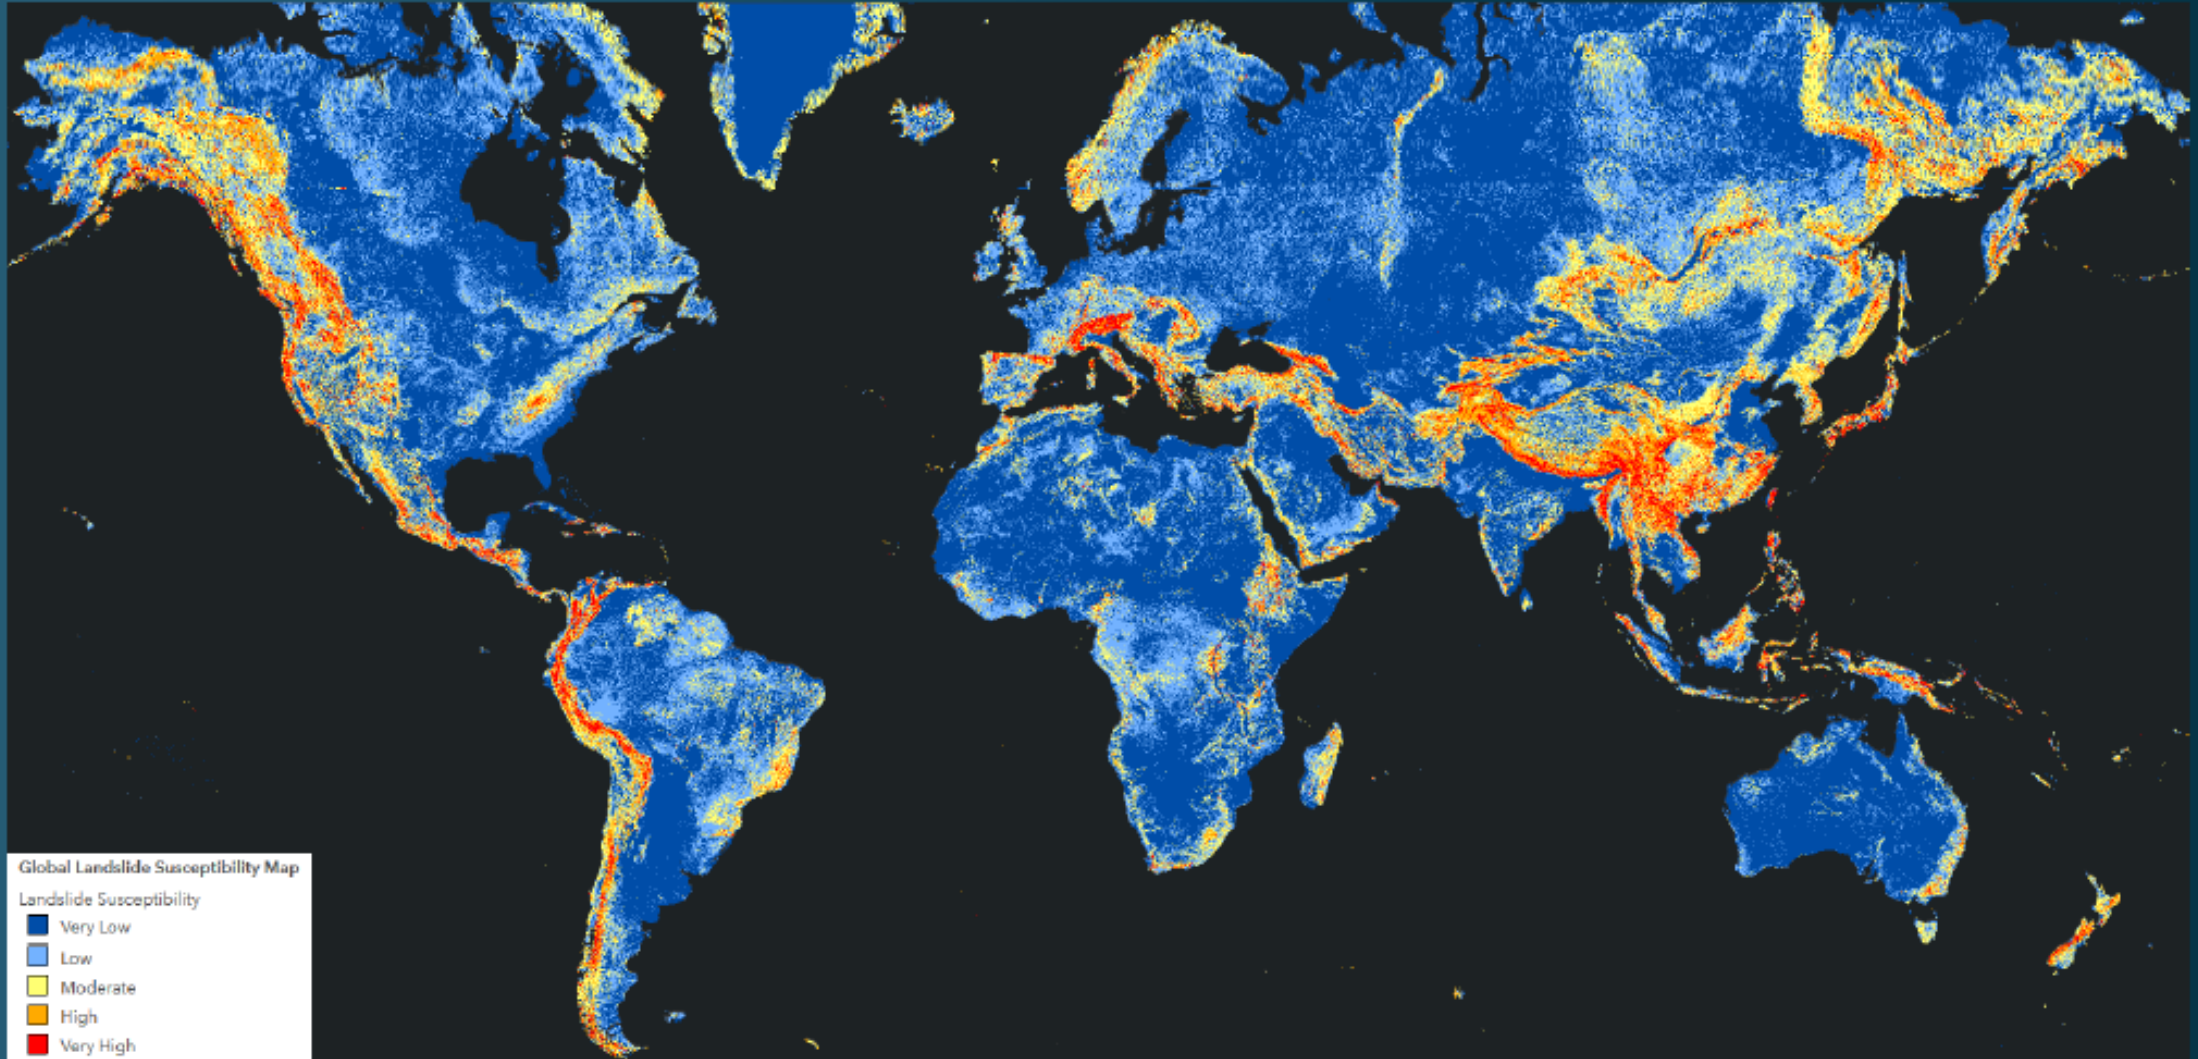 Global Landslide Susceptibility Map
Landslide Susceptibility
Very Low
Low
Moderate
High
Very High